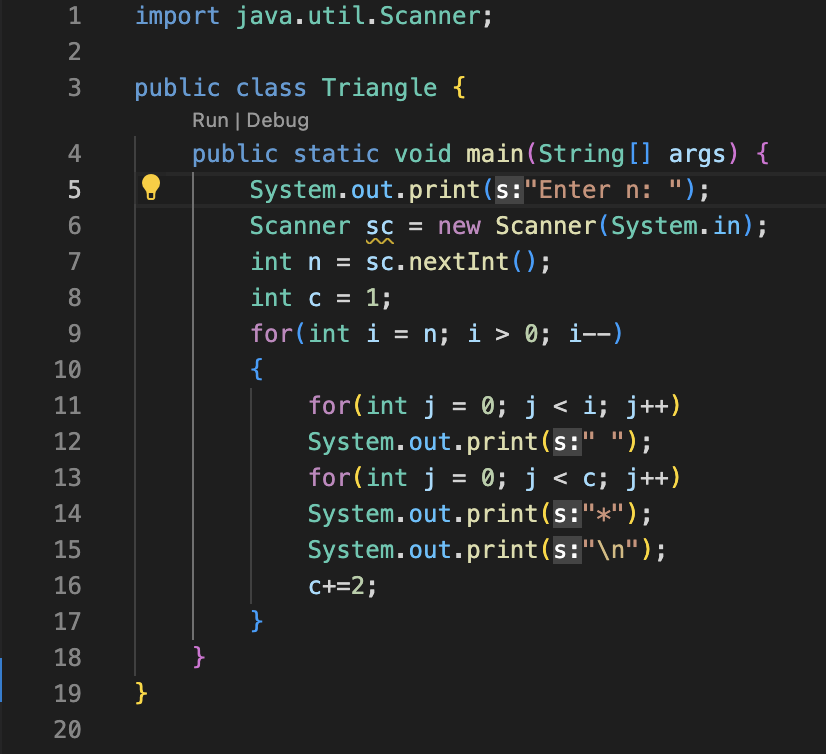 1 import java.util.Scanner;
2
3 public class Triangle {
Run | Debug
4 public static void main(String[] args) {
5 System.out.print(s:"Enter n: ");
6 Scanner sc = new Scanner(System.in);
7 int n = sc.nextInt();
8 int c = 1;
9 for(int i = n; i > 0; i--)
10 {
11 for(int j = 0; j < i; j++)
12 System.out.print(s:" ");
13 for(int j = 0; j < c; j++)
14 System.out.print(s:"*");
15 System.out.print(s:"\n");
16 c+=2;
17 }
18 }
19 }
20